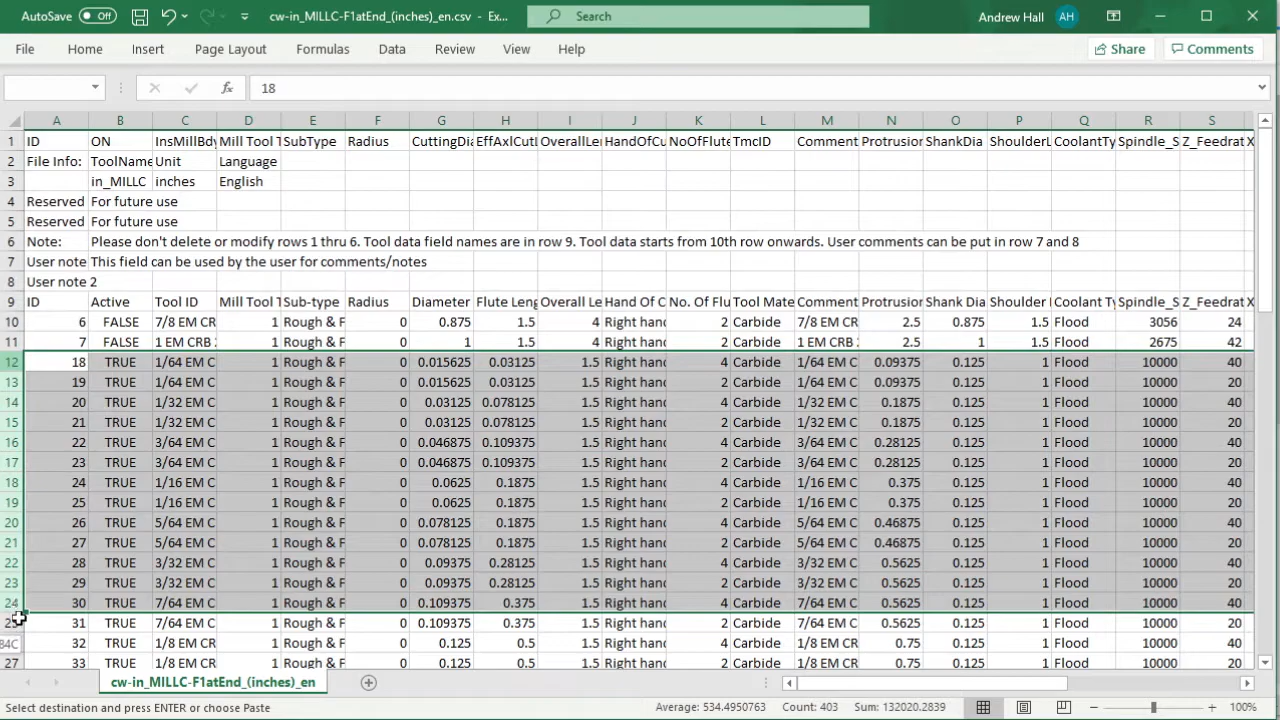 AutoSave Off cw-in_MILLC-F1atEnd_(inches)_en.csv - Ex... Search Andrew Hall AH
File Home Insert Page Layout Formulas Data Review View Help Share Comments
fx 18
A B C D E F G H I J K L M N O P Q R S
1 ID ON InsMillBdy Mill Tool T SubType Radius CuttingDia EffAxlCutL OverallLer HandOfCu NoOfFlute TmcID Comment Protrusion ShankDia ShoulderL CoolantTy Spindle_S Z_Feedrat X
2 File Info: ToolName Unit Language
3 in_MILLC inches English
4 Reserved For future use
5 Reserved For future use
6 Note: Please don't delete or modify rows 1 thru 6. Tool data field names are in row 9. Tool data starts from 10th row onwards. User comments can be put in row 7 and 8
7 User note This field can be used by the user for comments/notes
8 User note 2
9 ID Active Tool ID Mill Tool T Sub-type Radius Diameter Flute Leng Overall Le Hand Of C No. Of Flu Tool Mate Comment Protrusion Shank Dia Shoulder Coolant Ty Spindle_S Z_Feedrat X
10 6 FALSE 7/8 EM CR 1 Rough & F 0 0.875 1.5 4 Right hand 2 Carbide 7/8 EM CR 2.5 0.875 1.5 Flood 3056 24
11 7 FALSE 1 EM CRB 1 Rough & F 0 1 1.5 4 Right hand 2 Carbide 1 EM CRB 2.5 1 1.5 Flood 2675 42
12 18 TRUE 1/64 EM C 1 Rough & F 0 0.015625 0.03125 1.5 Right hand 4 Carbide 1/64 EM C 0.09375 0.125 1 Flood 10000 40
13 19 TRUE 1/64 EM C 1 Rough & F 0 0.015625 0.03125 1.5 Right hand 2 Carbide 1/64 EM C 0.09375 0.125 1 Flood 10000 20
14 20 TRUE 1/32 EM C 1 Rough & F 0 0.03125 0.078125 1.5 Right hand 4 Carbide 1/32 EM C 0.1875 0.125 1 Flood 10000 40
15 21 TRUE 1/32 EM C 1 Rough & F 0 0.03125 0.078125 1.5 Right hand 2 Carbide 1/32 EM C 0.1875 0.125 1 Flood 10000 20
16 22 TRUE 3/64 EM C 1 Rough & F 0 0.046875 0.109375 1.5 Right hand 4 Carbide 3/64 EM C 0.28125 0.125 1 Flood 10000 40
17 23 TRUE 3/64 EM C 1 Rough & F 0 0.046875 0.109375 1.5 Right hand 2 Carbide 3/64 EM C 0.28125 0.125 1 Flood 10000 20
18 24 TRUE 1/16 EM C 1 Rough & F 0 0.0625 0.1875 1.5 Right hand 4 Carbide 1/16 EM C 0.375 0.125 1 Flood 10000 40
19 25 TRUE 1/16 EM C 1 Rough & F 0 0.0625 0.1875 1.5 Right hand 2 Carbide 1/16 EM C 0.375 0.125 1 Flood 10000 20
20 26 TRUE 5/64 EM C 1 Rough & F 0 0.078125 0.1875 1.5 Right hand 4 Carbide 5/64 EM C 0.46875 0.125 1 Flood 10000 40
21 27 TRUE 5/64 EM C 1 Rough & F 0 0.078125 0.1875 1.5 Right hand 2 Carbide 5/64 EM C 0.46875 0.125 1 Flood 10000 20
22 28 TRUE 3/32 EM C 1 Rough & F 0 0.09375 0.28125 1.5 Right hand 4 Carbide 3/32 EM C 0.5625 0.125 1 Flood 10000 40
23 29 TRUE 3/32 EM C 1 Rough & F 0 0.09375 0.28125 1.5 Right hand 2 Carbide 3/32 EM C 0.5625 0.125 1 Flood 10000 20
24 30 TRUE 7/64 EM C 1 Rough & F 0 0.109375 0.375 1.5 Right hand 4 Carbide 7/64 EM C 0.5625 0.125 1 Flood 10000 40
25 31 TRUE 7/64 EM C 1 Rough & F 0 0.109375 0.375 1.5 Right hand 2 Carbide 7/64 EM C 0.5625 0.125 1 Flood 10000 20
84C 32 TRUE 1/8 EM CR 1 Rough & F 0 0.125 0.5 1.5 Right hand 4 Carbide 1/8 EM CR 0.75 0.125 1 Flood 10000 40
27 33 TRUE 1/8 EM CR 1 Rough & F 0 0.125 0.5 1.5 Right hand 2 Carbide 1/8 EM CR 0.75 0.125 1 Flood 10000 20
cw-in_MILLC-F1atEnd_(inches)_en
Select destination and press ENTER or choose Paste Average: 534.4950763 Count: 403 Sum: 132020.2839 100%